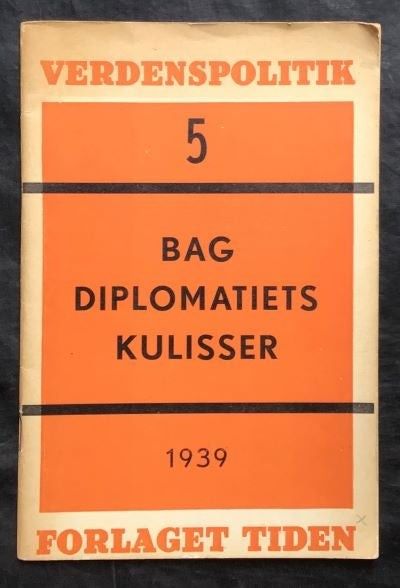 VERDENSPOLITIK
5
BAG
DIPLOMATIETS
KULISSER
1939
FORLAGET TIDEN